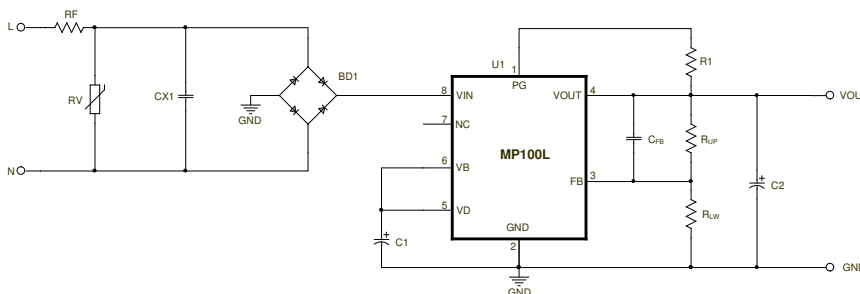 L
RF
RV
CX1
N
GND
BD1
U1
1
PG
8
VIN
7
NC
6
VB
5
VD
MP100L
VOUT
4
FB
3
GND
2
GND
C1
R1
CFB
RUP
RLW
C2
VOU
GND